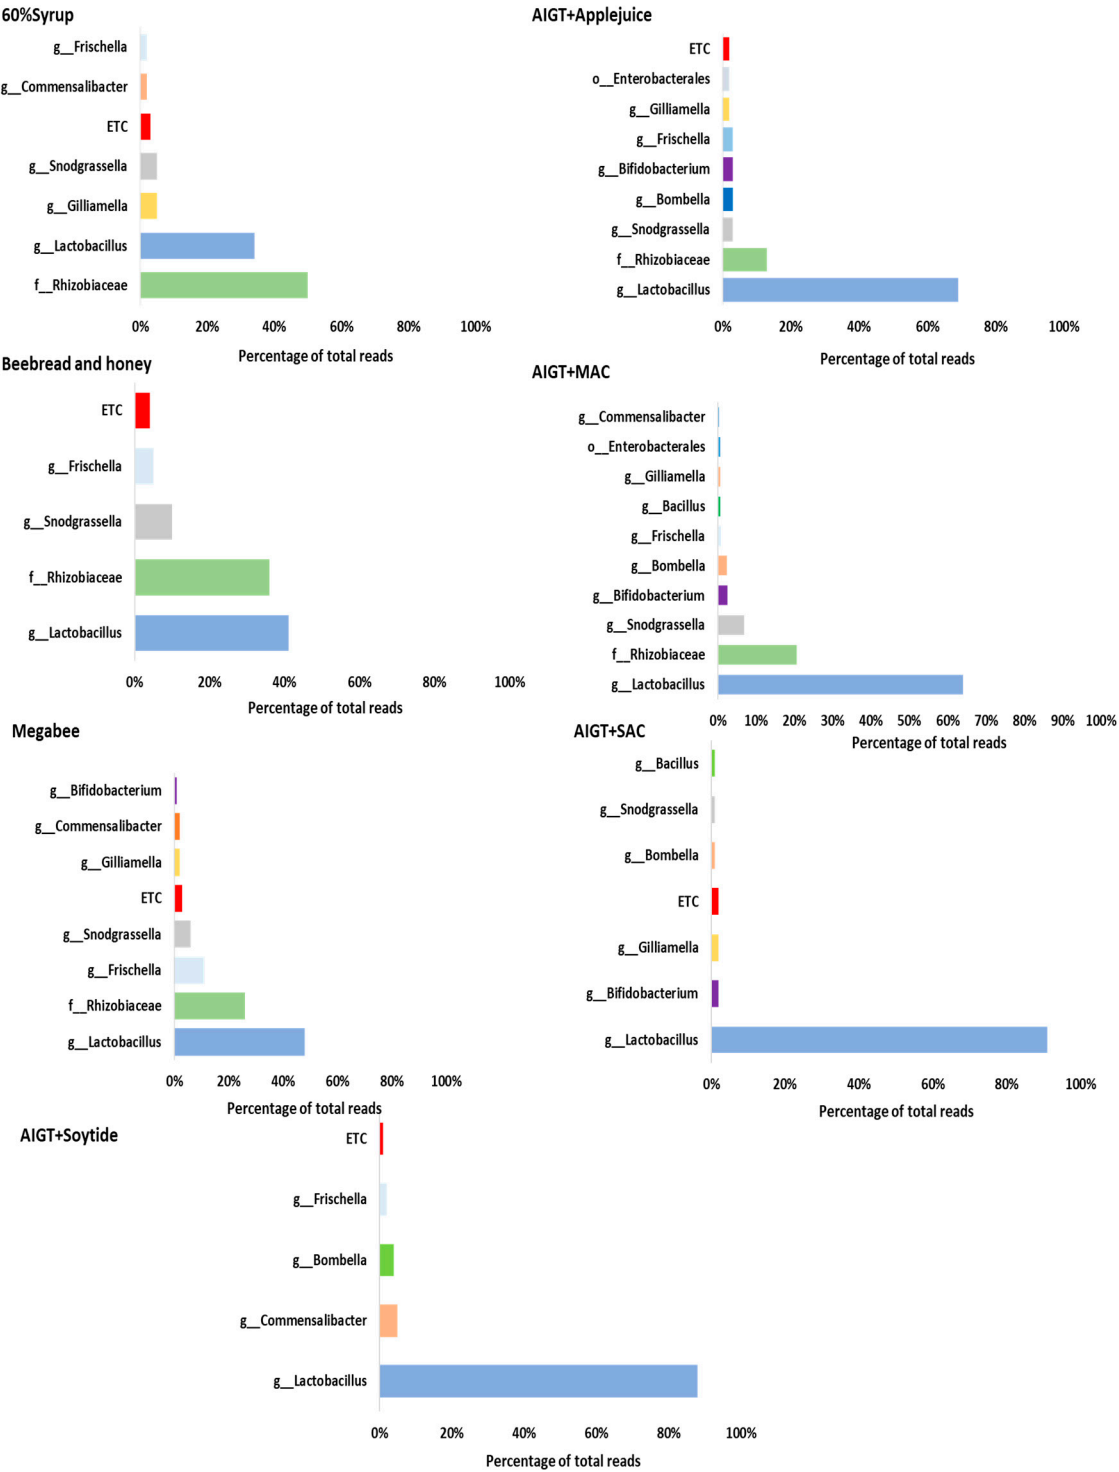 60%Syrup
g__Frischella
g__Commensalibacter
ETC
g__Snodgrassella
g__Gilliamella
g__Lactobacillus
f__Rhizobiaceae
0% 20% 40% 60% 80% 100%
Percentage of total reads
AIGT+Applejuice
ETC
o__Enterobacterales
g__Gilliamella
g__Frischella
g__Bifidobacterium
g__Bombella
g__Snodgrassella
f__Rhizobiaceae
g__Lactobacillus
0% 20% 40% 60% 80% 100%
Percentage of total reads
Beebread and honey
ETC
g__Frischella
g__Snodgrassella
f__Rhizobiaceae
g__Lactobacillus
0% 20% 40% 60% 80% 100%
Percentage of total reads
AIGT+MAC
g__Commensalibacter
o__Enterobacterales
g__Gilliamella
g__Bacillus
g__Frischella
g__Bombella
g__Bifidobacterium
g__Snodgrassella
f__Rhizobiaceae
g__Lactobacillus
0% 10% 20% 30% 40% 50% 60% 70% 80% 90% 100%
Percentage of total reads
Megabee
g__Bifidobacterium
g__Commensalibacter
g__Gilliamella
ETC
g__Snodgrassella
g__Frischella
f__Rhizobiaceae
g__Lactobacillus
0% 20% 40% 60% 80% 100%
Percentage of total reads
AIGT+SAC
g__Bacillus
g__Snodgrassella
g__Bombella
ETC
g__Gilliamella
g__Bifidobacterium
g__Lactobacillus
0% 20% 40% 60% 80% 100%
Percentage of total reads
AIGT+Soytide
ETC
g__Frischella
g__Bombella
g__Commensalibacter
g__Lactobacillus
0% 20% 40% 60% 80% 100%
Percentage of total reads